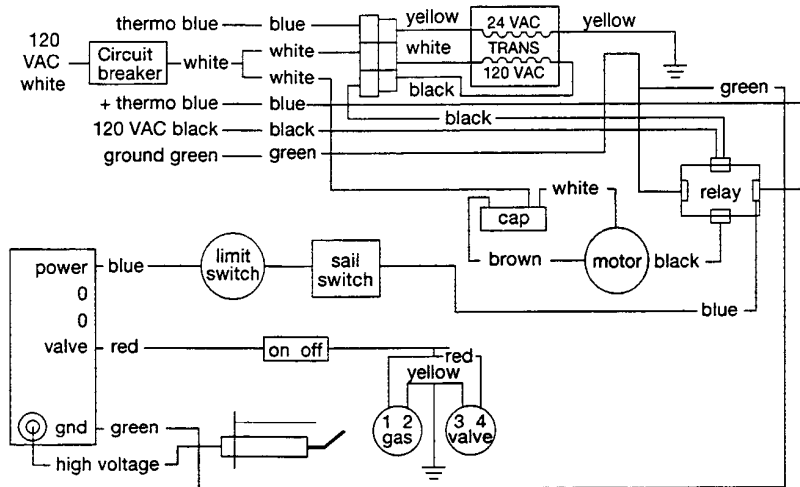 thermo blue blue yellow 24 VAC yellow
120 VAC white Circuit breaker white white white TRANS
white 120 VAC
black green
+ thermo blue blue
black
120 VAC black black
ground green green
relay
white
cap
brown motor black
power blue limit switch sail switch
0
0
blue
valve red on off
red
yellow
1 2 gas 3 4 valve
gnd green
high voltage